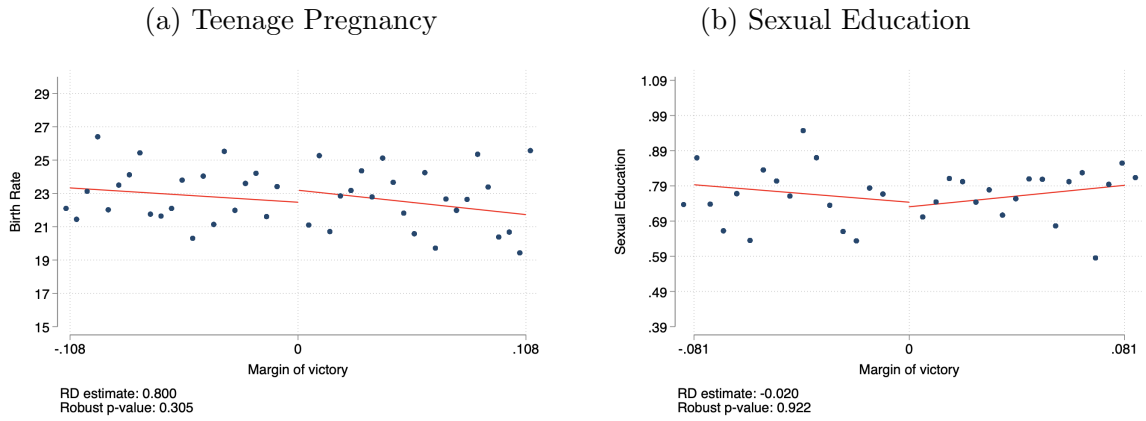 (a) Teenage Pregnancy
29
27
25
23
21
19
17
15
Birth Rate
-.108
0
.108
Margin of victory
RD estimate: 0.800
Robust p-value: 0.305
(b) Sexual Education
1.09
.99
.89
.79
.69
.59
.49
.39
Sexual Education
-.081
0
.081
Margin of victory
RD estimate: -0.020
Robust p-value: 0.922